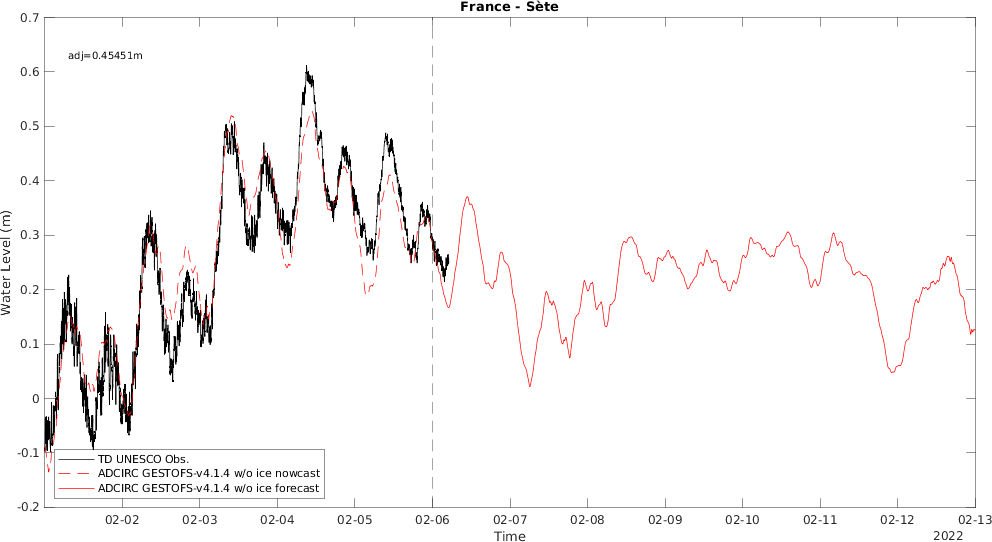 France - Sète
0.7
0.6
0.5
0.4
0.3
0.2
0.1
0
-0.1
-0.2
Water Level (m)
adj=0.45451m
TD UNESCO Obs.
ADCIRC GESTOFS-v4.1.4 w/o ice nowcast
ADCIRC GESTOFS-v4.1.4 w/o ice forecast
02-02 02-03 02-04 02-05 02-06 02-07 02-08 02-09 02-10 02-11 02-12 02-13
Time
2022